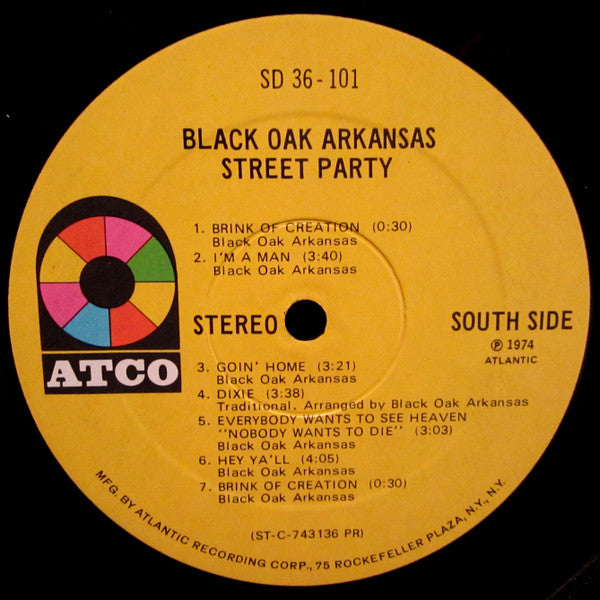 SD 36-101
BLACK OAK ARKANSAS
STREET PARTY
1. BRINK OF CREATION (0:30)
Black Oak Arkansas
2. I'M A MAN (3:40)
Black Oak Arkansas
STEREO
SOUTH SIDE
℗ 1974
ATLANTIC
ATCO
3. GOIN' HOME (3:21)
Black Oak Arkansas
4. DIXIE (3:38)
Traditional. Arranged by Black Oak Arkansas
5. EVERYBODY WANTS TO SEE HEAVEN
"NOBODY WANTS TO DIE" (3:03)
Black Oak Arkansas
6. HEY YA'LL (4:05)
Black Oak Arkansas
7. BRINK OF CREATION (0:30)
Black Oak Arkansas
(ST-C-743136 PR)
MFG. BY ATLANTIC RECORDING CORP., 75 ROCKEFELLER PLAZA, N.Y., N.Y.